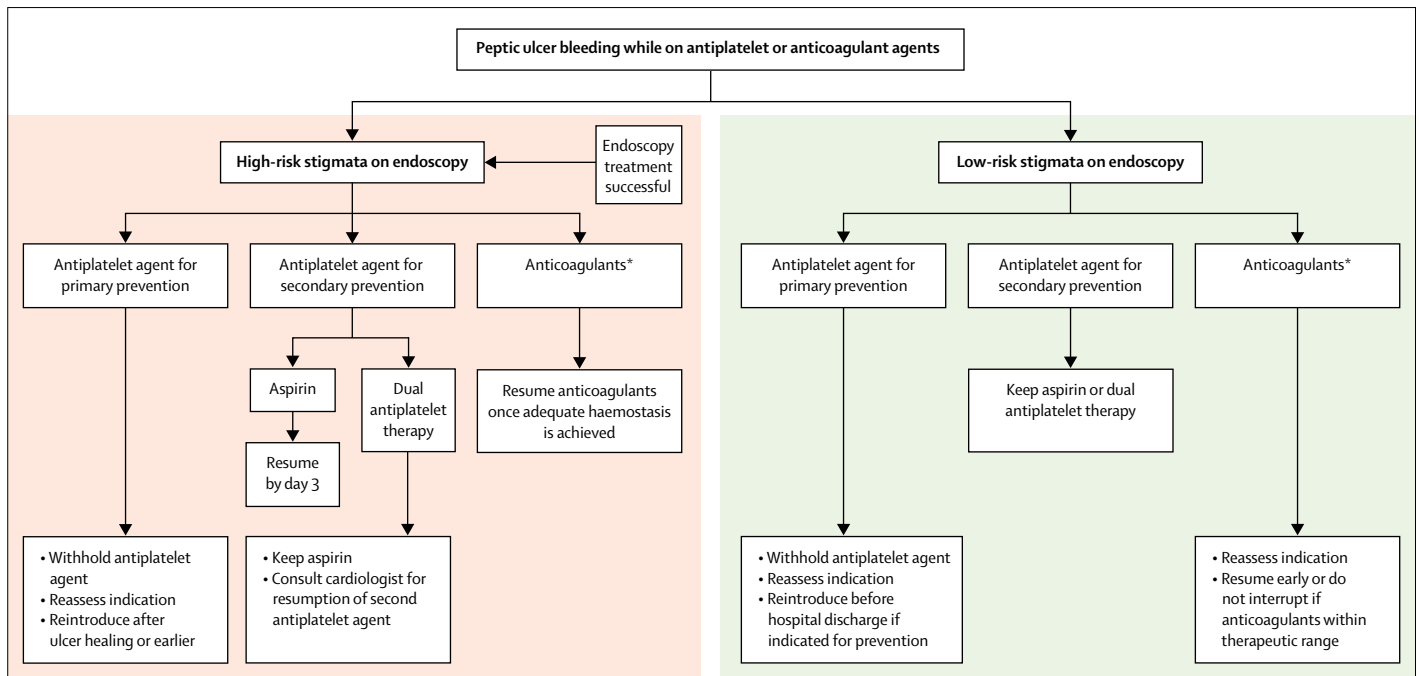 Peptic ulcer bleeding while on antiplatelet or anticoagulant agents
High-risk stigmata on endoscopy
Endoscopy
treatment
successful
Antiplatelet agent for
primary prevention
Antiplatelet agent for
secondary prevention
Anticoagulants*
Aspirin
Dual
antiplatelet
therapy
Resume anticoagulants
once adequate haemostasis
is achieved
Resume
by day 3
• Withhold antiplatelet
agent
• Reassess indication
• Reintroduce after
ulcer healing or earlier
• Keep aspirin
• Consult cardiologist for
resumption of second
antiplatelet agent
Low-risk stigmata on endoscopy
Antiplatelet agent for
primary prevention
Antiplatelet agent for
secondary prevention
Anticoagulants*
Keep aspirin or dual
antiplatelet therapy
• Withhold antiplatelet agent
• Reassess indication
• Reintroduce before
hospital discharge if
indicated for prevention
• Reassess indication
• Resume early or do
not interrupt if
anticoagulants within
therapeutic range